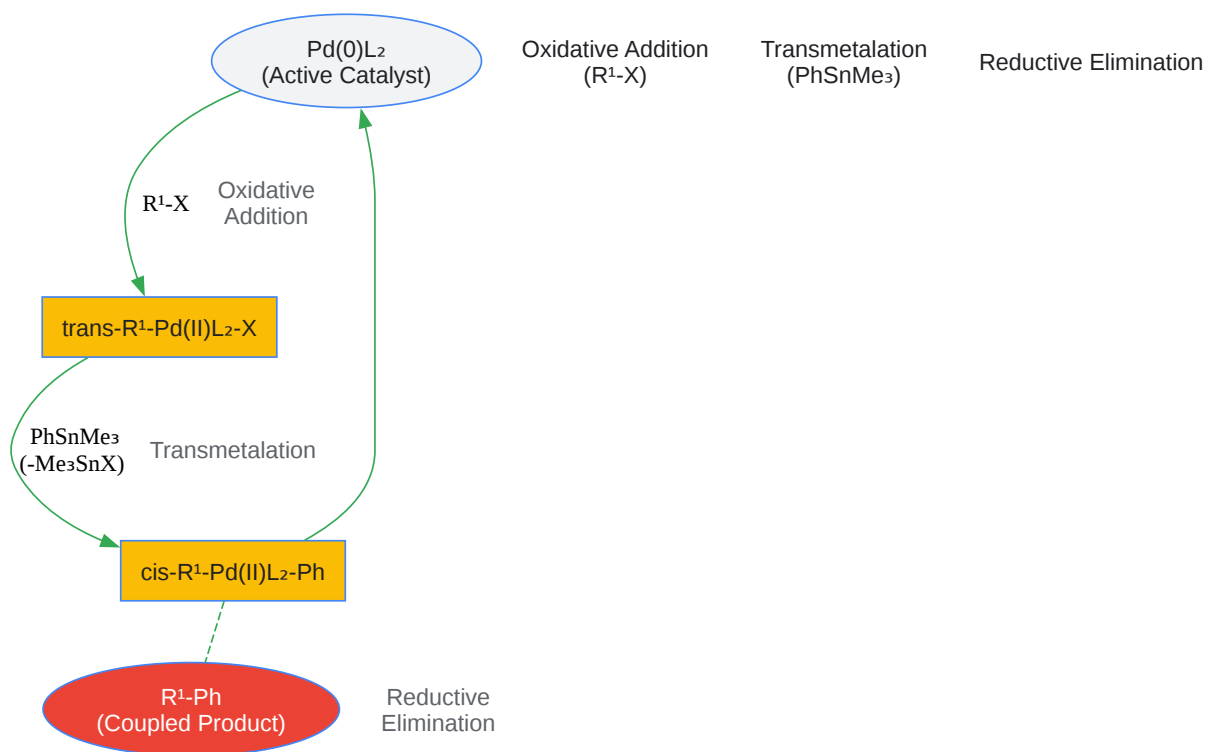 Pd(0)L₂
(Active Catalyst)
Oxidative Addition
(R¹-X)
Transmetalation
(PhSnMe₃)
Reductive Elimination
R¹-X
Oxidative
Addition
trans-R¹-Pd(II)L₂-X
PhSnMe₃
(-Me₃SnX)
Transmetalation
cis-R¹-Pd(II)L₂-Ph
R¹-Ph
(Coupled Product)
Reductive
Elimination